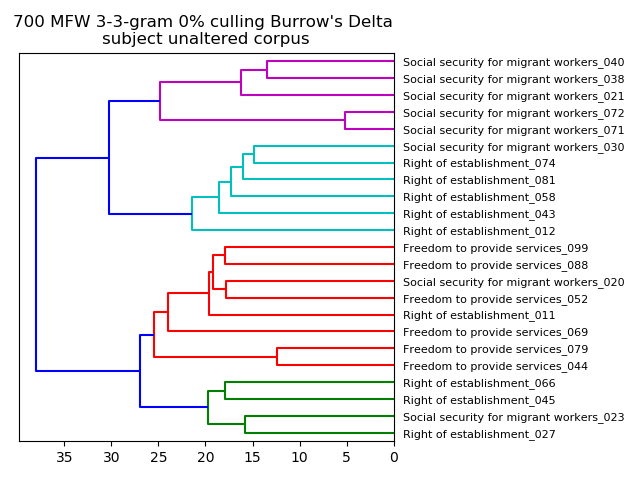 700 MFW 3-3-gram 0% culling Burrow's Delta
subject unaltered corpus
Social security for migrant workers_040
Social security for migrant workers_038
Social security for migrant workers_021
Social security for migrant workers_072
Social security for migrant workers_071
Social security for migrant workers_030
Right of establishment_074
Right of establishment_081
Right of establishment_058
Right of establishment_043
Right of establishment_012
Freedom to provide services_099
Freedom to provide services_088
Social security for migrant workers_020
Freedom to provide services_052
Right of establishment_011
Freedom to provide services_069
Freedom to provide services_079
Freedom to provide services_044
Right of establishment_066
Right of establishment_045
Social security for migrant workers_023
Right of establishment_027
35 30 25 20 15 10 5 0